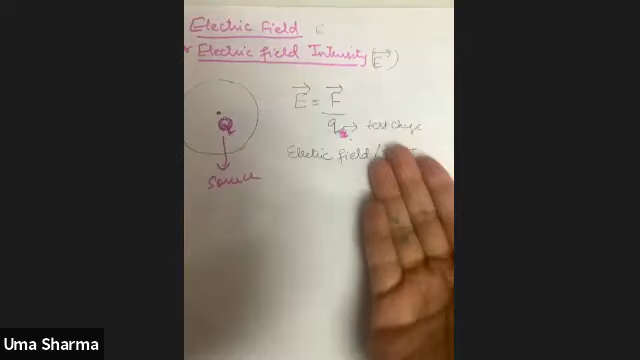 Electric Field E
Electric field Intensity (E)
E = F
q → test charge
Q
Electric field /
Source
Uma Sharma